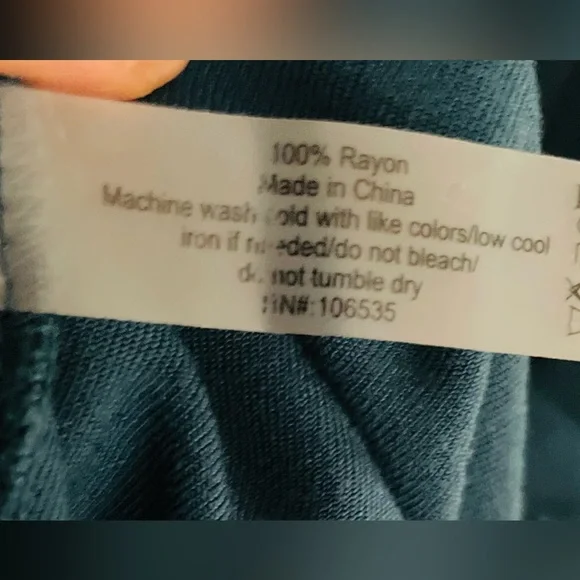 100% Rayon
Made in China
Machine wash cold with like colors/low cool
iron if needed/do not bleach/
do not tumble dry
RN#:106535